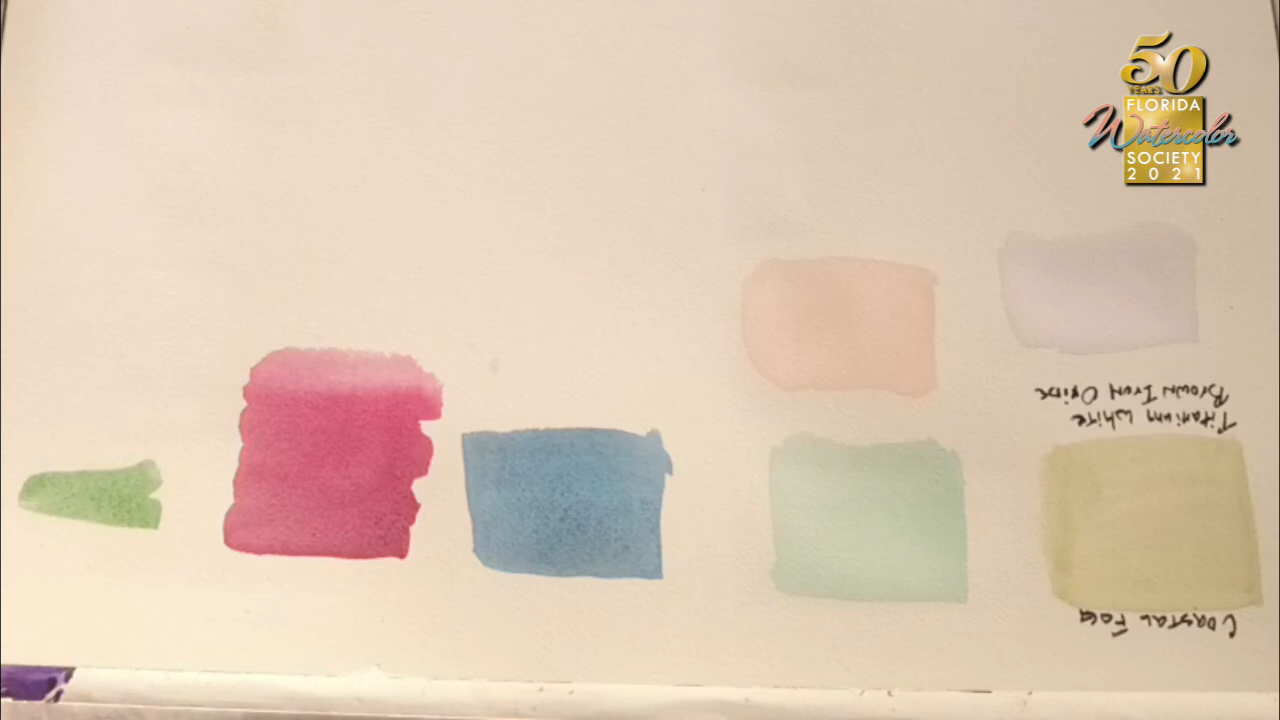 50
YEARS
FLORIDA
Watercolor
SOCIETY
2021
Coastal Fog
Titanium White
Brown Iron Oxide